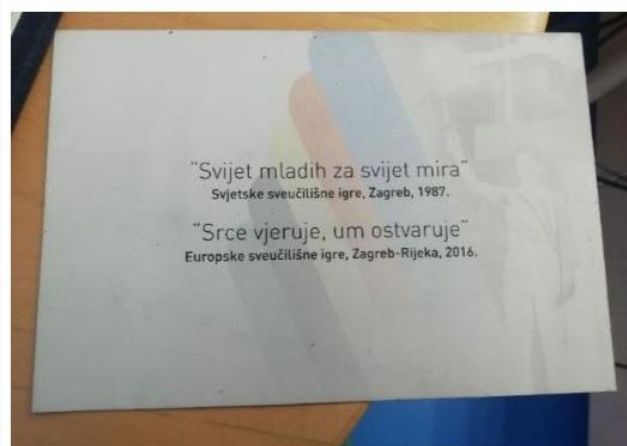 "Svijet mladih za svijet mira"
Svjetske sveučilišne igre, Zagreb, 1987.
"Srce vjeruje, um ostvaruje"
Europske sveučilišne igre, Zagreb-Rijeka, 2016.